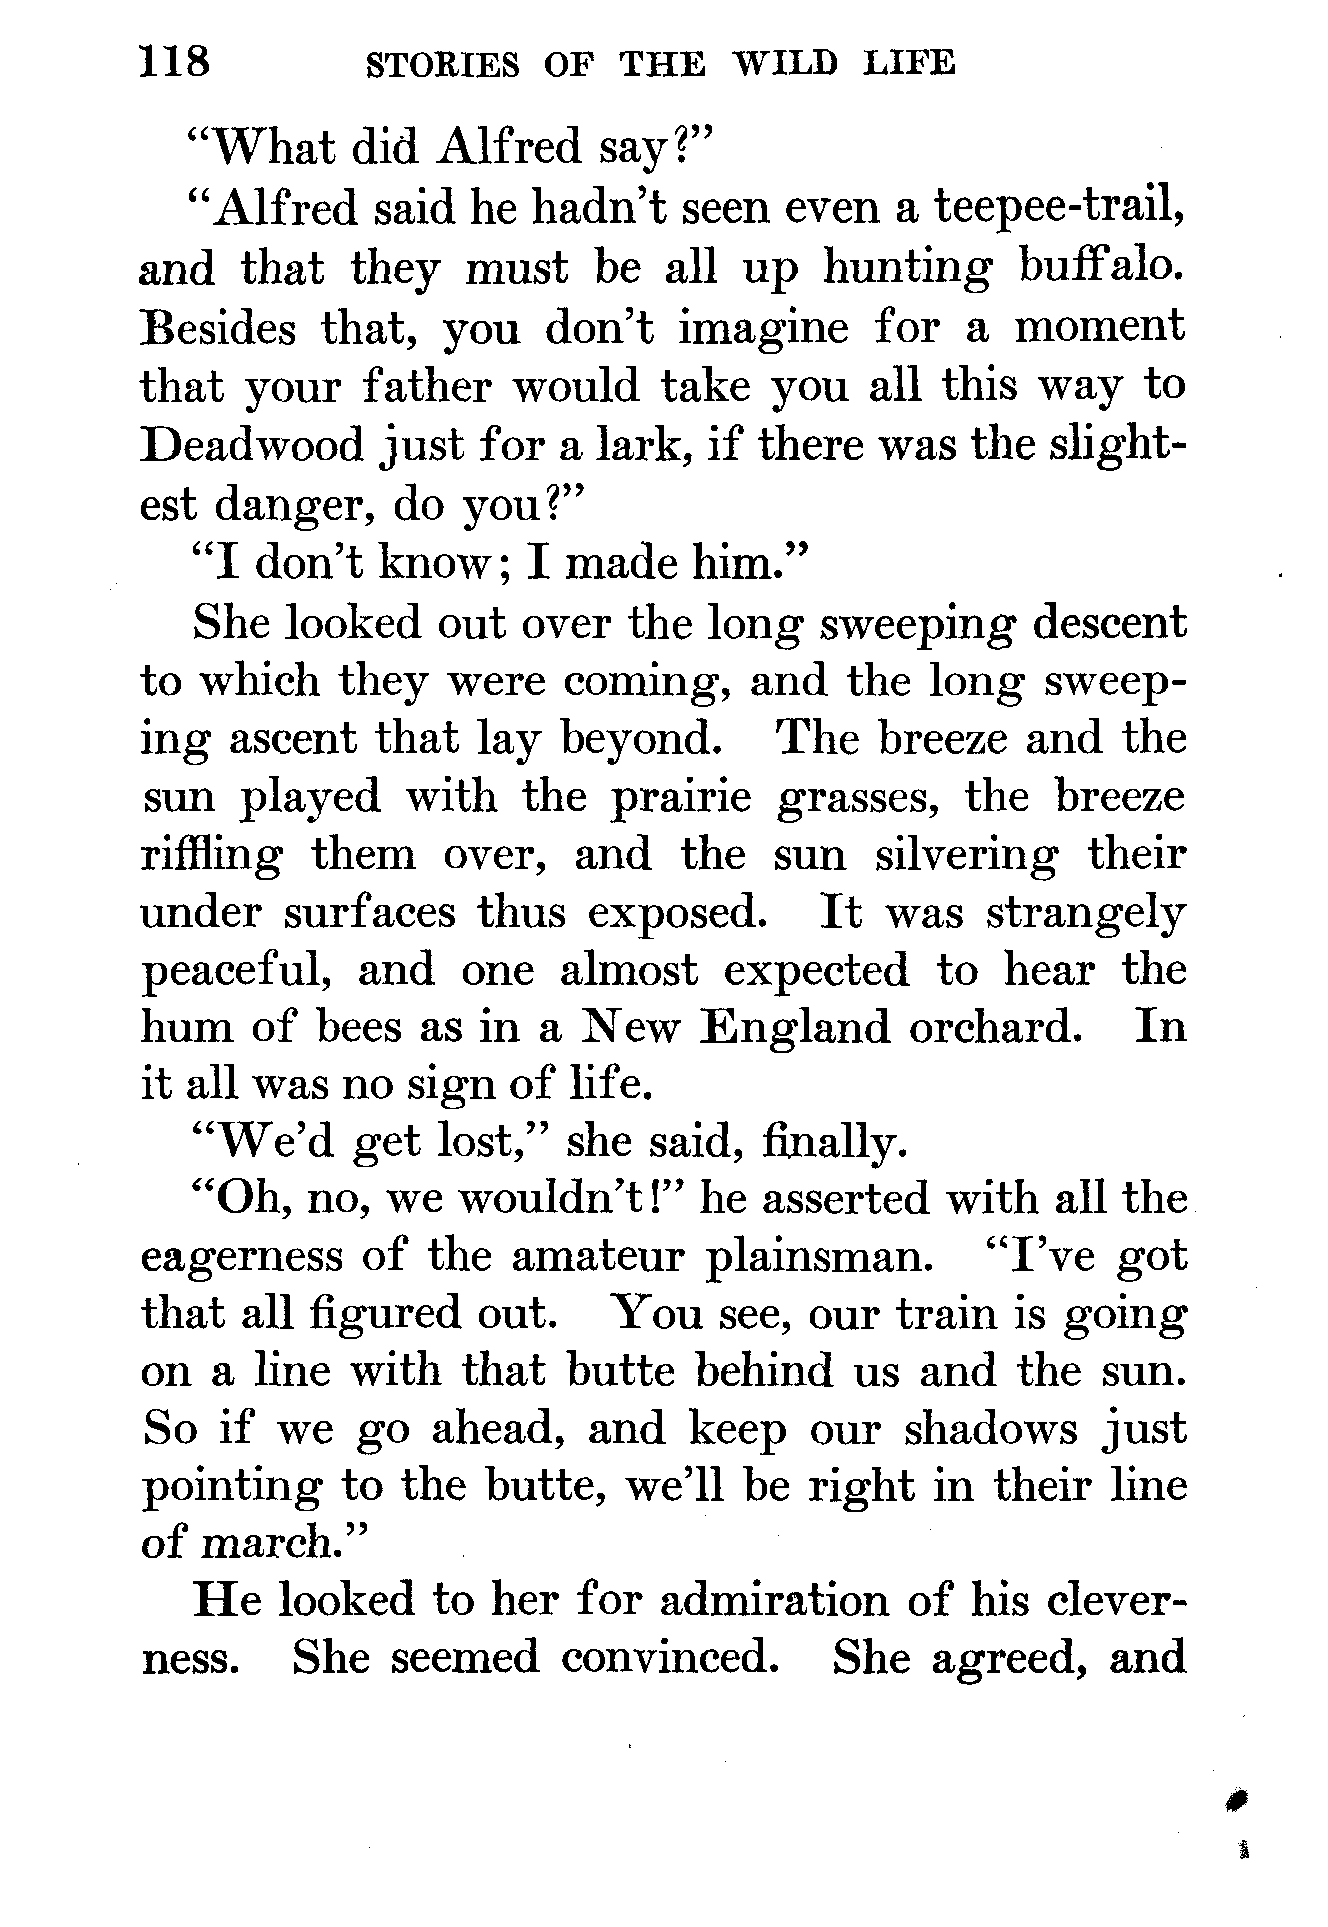 118 STORIES OF THE WILD LIFE
"What did Alfred say?"
"Alfred said he hadn't seen even a teepee-trail,
and that they must be all up hunting buffalo.
Besides that, you don't imagine for a moment
that your father would take you all this way to
Deadwood just for a lark, if there was the slight-
est danger, do you?"
"I don't know; I made him."
She looked out over the long sweeping descent
to which they were coming, and the long sweep-
ing ascent that lay beyond. The breeze and the
sun played with the prairie grasses, the breeze
riffling them over, and the sun silvering their
under surfaces thus exposed. It was strangely
peaceful, and one almost expected to hear the
hum of bees as in a New England orchard. In
it all was no sign of life.
"We'd get lost," she said, finally.
"Oh, no, we wouldn't!" he asserted with all the
eagerness of the amateur plainsman. "I've got
that all figured out. You see, our train is going
on a line with that butte behind us and the sun.
So if we go ahead, and keep our shadows just
pointing to the butte, we'll be right in their line
of march."
He looked to her for admiration of his clever-
ness. She seemed convinced. She agreed, and